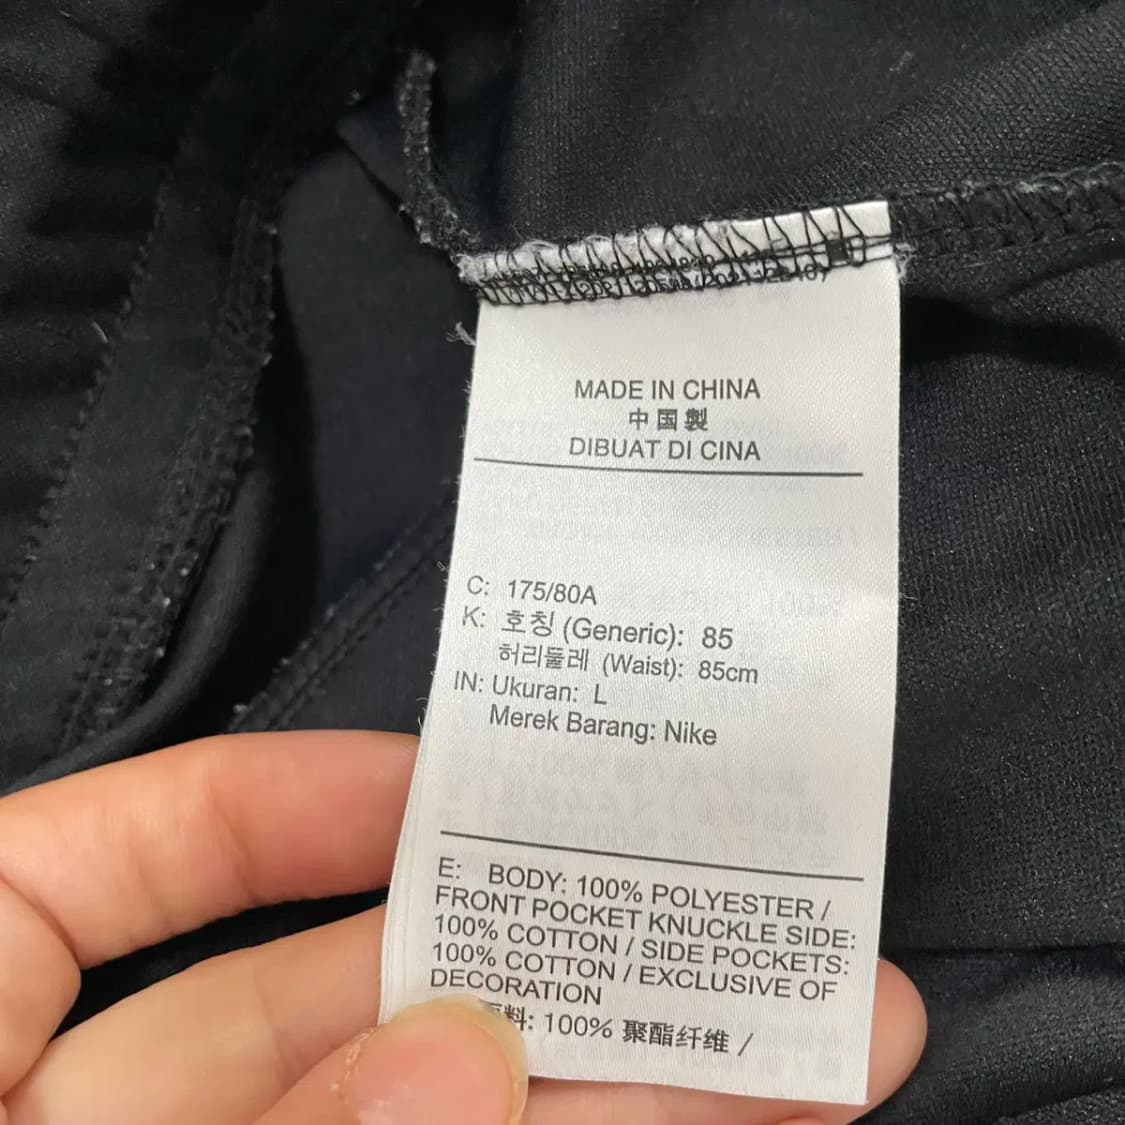 MADE IN CHINA
中国製
DIBUAT DI CINA
C: 175/80A
K: 호칭 (Generic): 85
허리둘레 (Waist): 85cm
IN: Ukuran: L
Merek Barang: Nike
E: BODY: 100% POLYESTER /
FRONT POCKET KNUCKLE SIDE:
100% COTTON / SIDE POCKETS:
100% COTTON / EXCLUSIVE OF
DECORATION
料: 100% 聚酯纤维 /